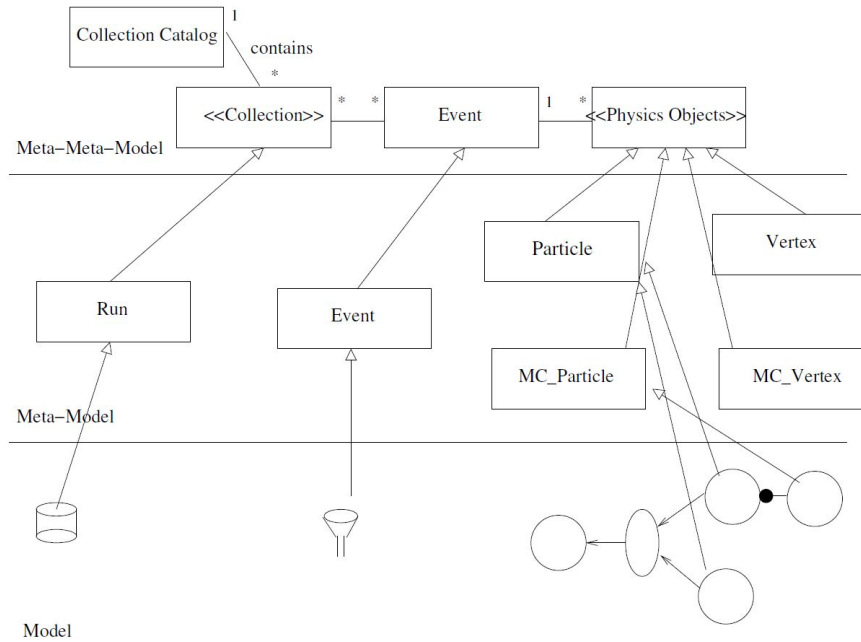 1
Collection Catalog
contains
*
<<Collection>>
*
*
Event
1
*
<<Physics Objects>>
Meta−Meta−Model
Particle
Vertex
Run
Event
MC_Particle
MC_Vertex
Meta−Model
Model